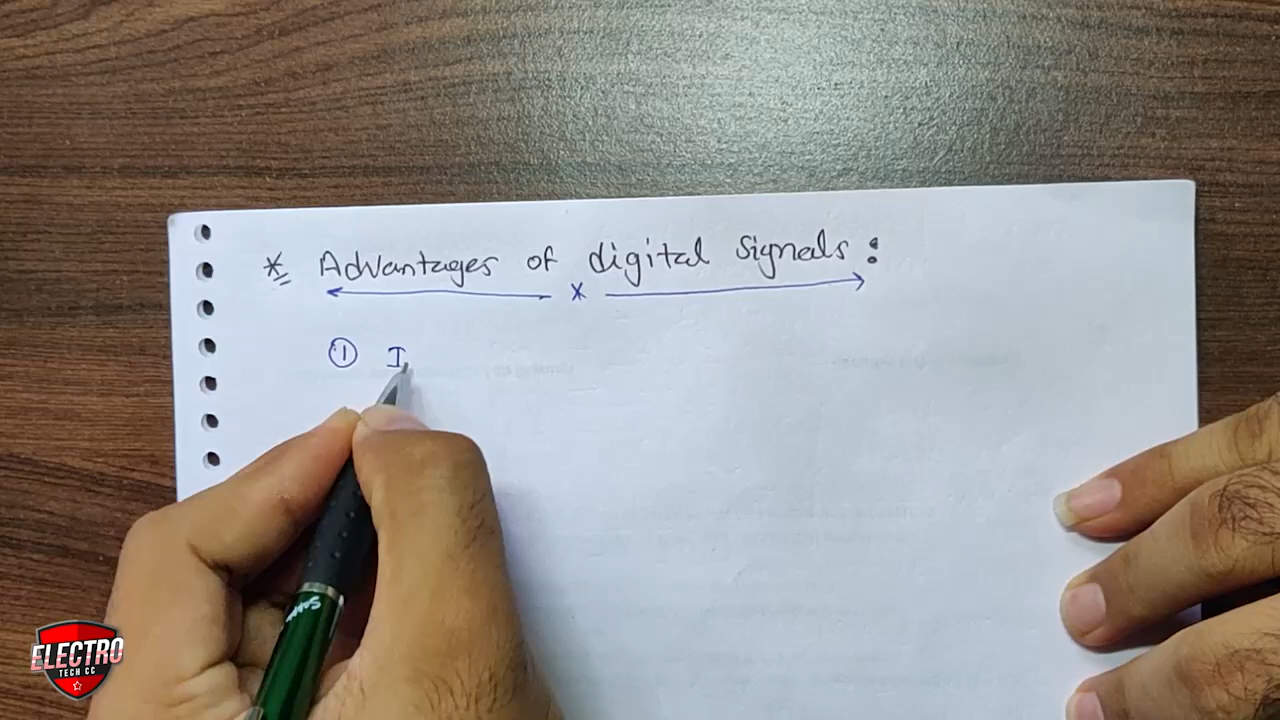 * Advantages of digital signals :
① I
ELECTRO
TECH CC